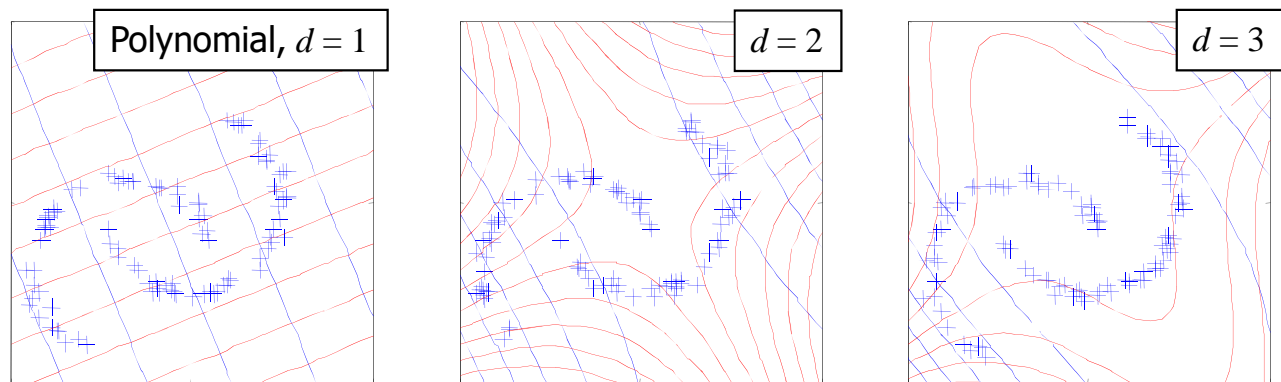 Polynomial, d = 1
d = 2
d = 3